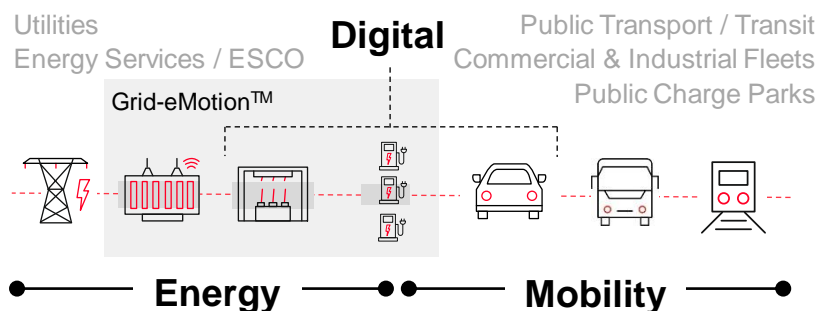 Utilities
Energy Services / ESCO
Digital
Public Transport / Transit
Commercial & Industrial Fleets
Public Charge Parks
Grid-eMotion™
Energy
Mobility